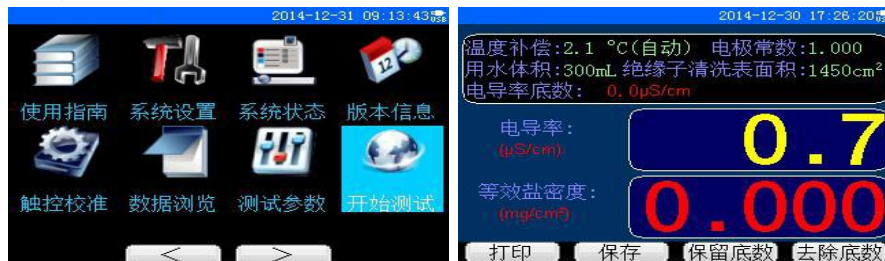 2014-12-31 09:13:43
USB
12
使用指南 系统设置 系统状态 版本信息
触控校准 数据浏览 测试参数 开始测试
< >
2014-12-30 17:26:20
温度补偿:2.1 °C(自动) 电极常数:1.000
用水体积:300mL 绝缘子清洗表面积:1450cm²
电导率底数: 0.0μS/cm
电导率:
(μS/cm)
0.7
等效盐密度:
(mg/cm²)
0.000
打印 保存 保留底数 去除底数